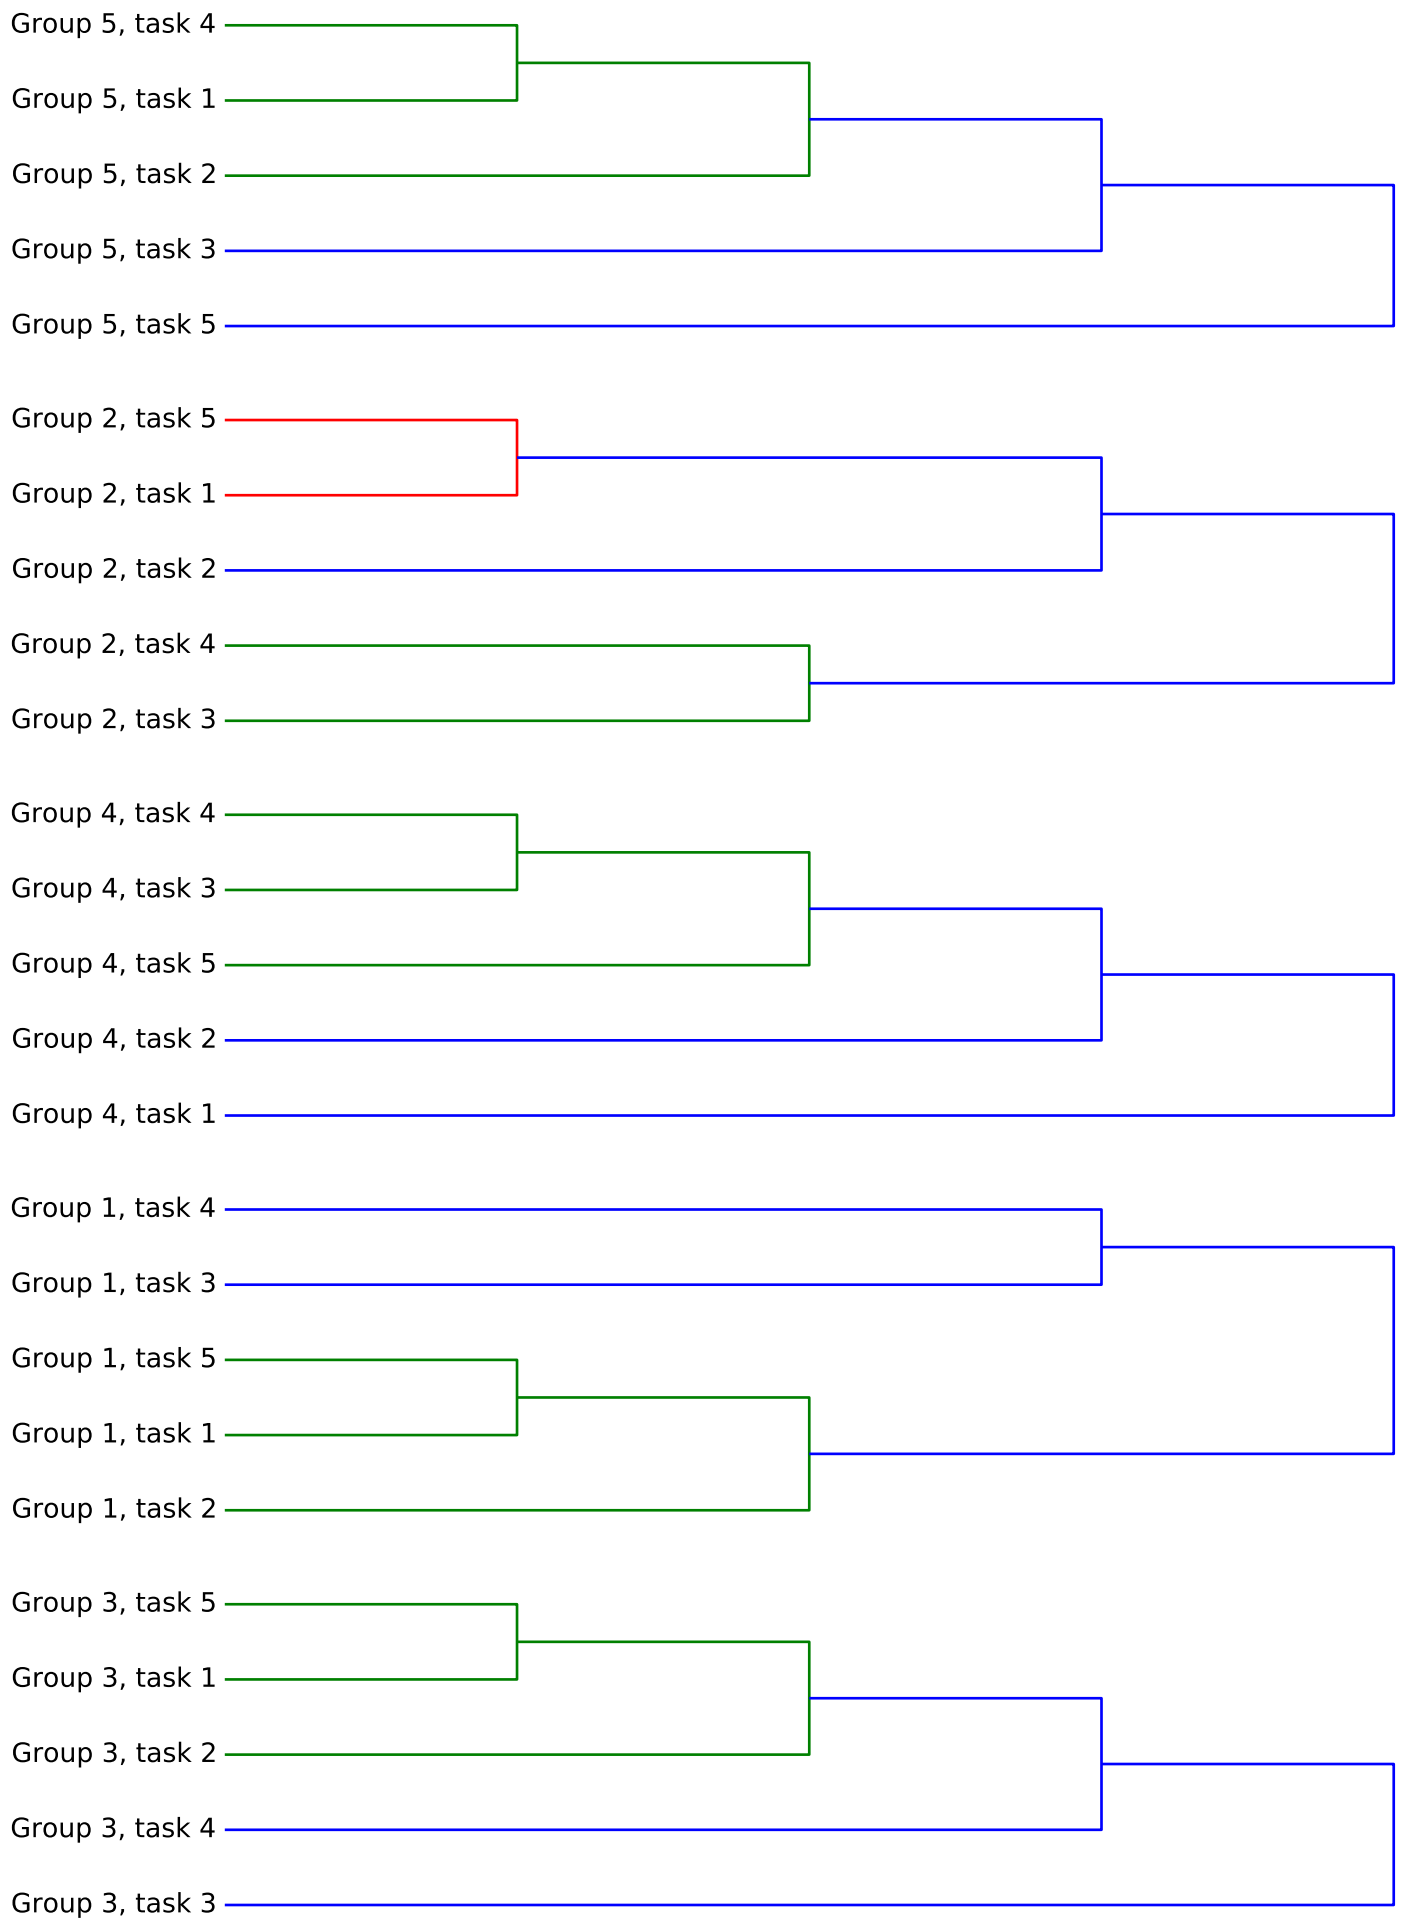 Group 5, task 4
Group 5, task 1
Group 5, task 2
Group 5, task 3
Group 5, task 5
Group 2, task 5
Group 2, task 1
Group 2, task 2
Group 2, task 4
Group 2, task 3
Group 4, task 4
Group 4, task 3
Group 4, task 5
Group 4, task 2
Group 4, task 1
Group 1, task 4
Group 1, task 3
Group 1, task 5
Group 1, task 1
Group 1, task 2
Group 3, task 5
Group 3, task 1
Group 3, task 2
Group 3, task 4
Group 3, task 3